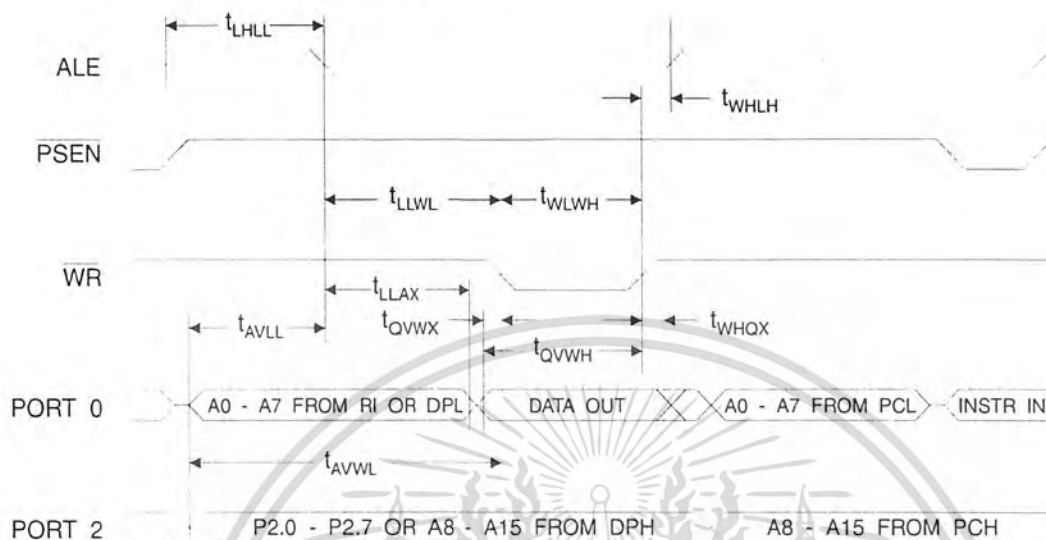 tLHLL
ALE
tWHLH
PSEN
tLLWL
tWLWH
WR
tLLAX
tAVLL
tQVWX
tWHQX
tQVWH
PORT 0
A0 - A7 FROM RI OR DPL
DATA OUT
A0 - A7 FROM PCL
INSTR IN
tAVWL
PORT 2
P2.0 - P2.7 OR A8 - A15 FROM DPH
A8 - A15 FROM PCH